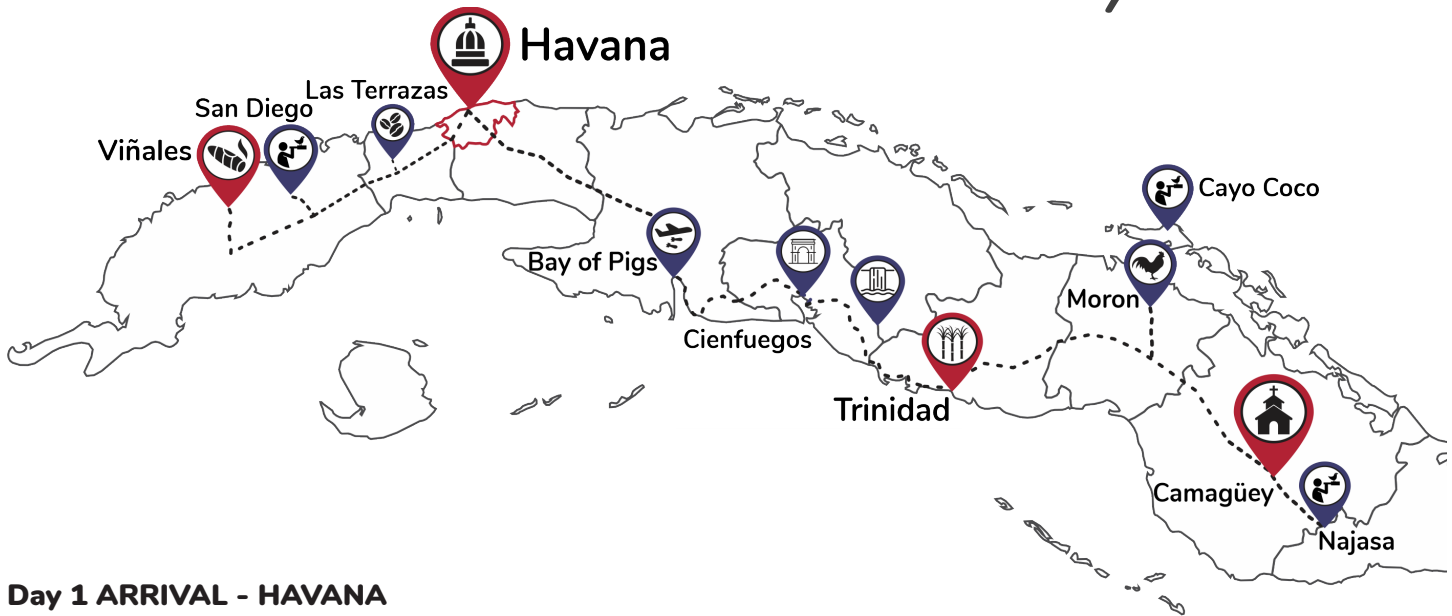 Havana
Las Terrazas
San Diego
Viñales
Cayo Coco
Bay of Pigs
Moron
Cienfuegos
Trinidad
Camagüey
Najasa
Day 1 ARRIVAL - HAVANA